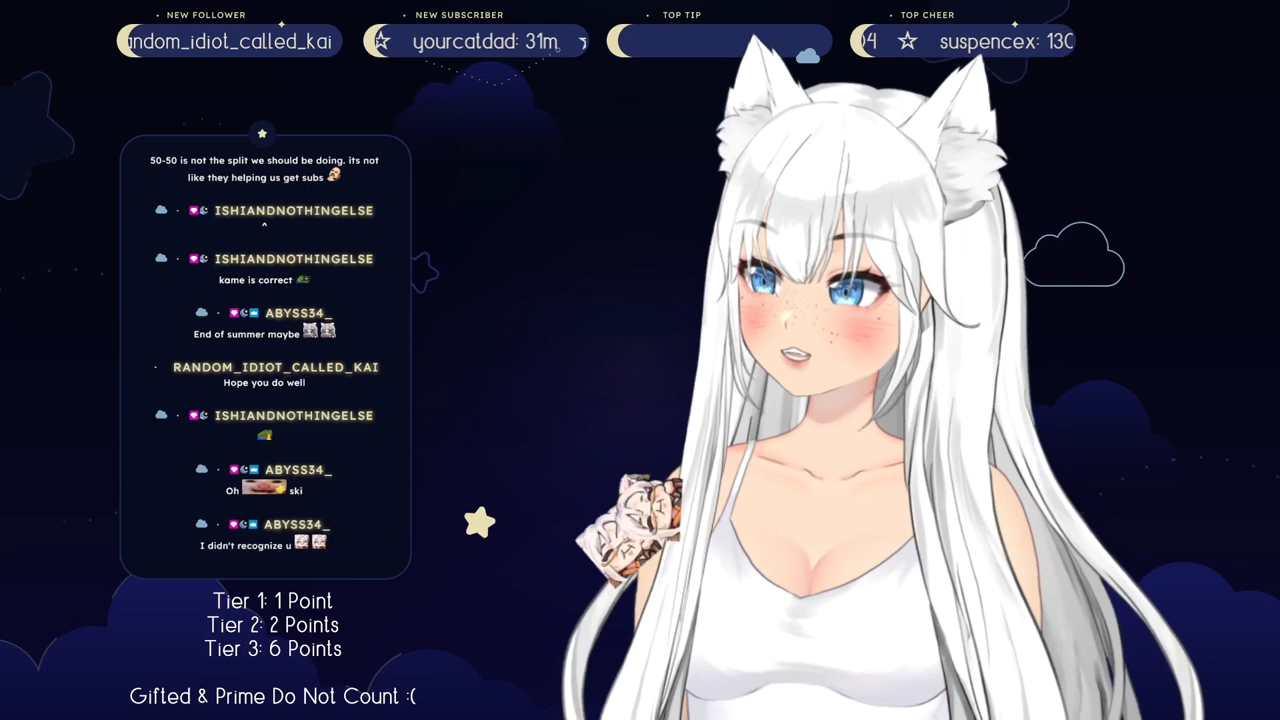 NEW FOLLOWER
andom_idiot_called_kai
NEW SUBSCRIBER
yourcatdad: 31m
TOP TIP
TOP CHEER
04 ☆ suspencex: 130
50-50 is not the split we should be doing. its not
like they helping us get subs
ISHIANDNOTHINGELSE
^
ISHIANDNOTHINGELSE
kame is correct
ABYSS34_
End of summer maybe
RANDOM_IDIOT_CALLED_KAI
Hope you do well
ISHIANDNOTHINGELSE
ABYSS34_
Oh ski
ABYSS34_
I didn't recognize u
Tier 1: 1 Point
Tier 2: 2 Points
Tier 3: 6 Points
Gifted & Prime Do Not Count :(